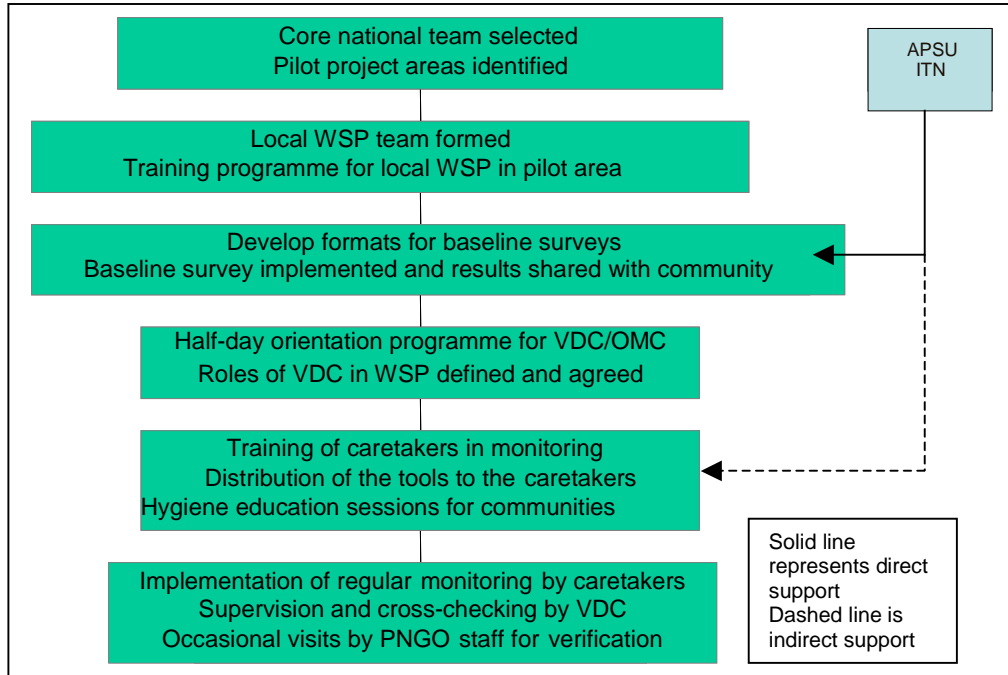 Core national team selected
Pilot project areas identified
APSU
ITN
Local WSP team formed
Training programme for local WSP in pilot area
Develop formats for baseline surveys
Baseline survey implemented and results shared with community
Half-day orientation programme for VDC/OMC
Roles of VDC in WSP defined and agreed
Training of caretakers in monitoring
Distribution of the tools to the caretakers
Hygiene education sessions for communities
Implementation of regular monitoring by caretakers
Supervision and cross-checking by VDC
Occasional visits by PNGO staff for verification
Solid line
represents direct
support
Dashed line is
indirect support